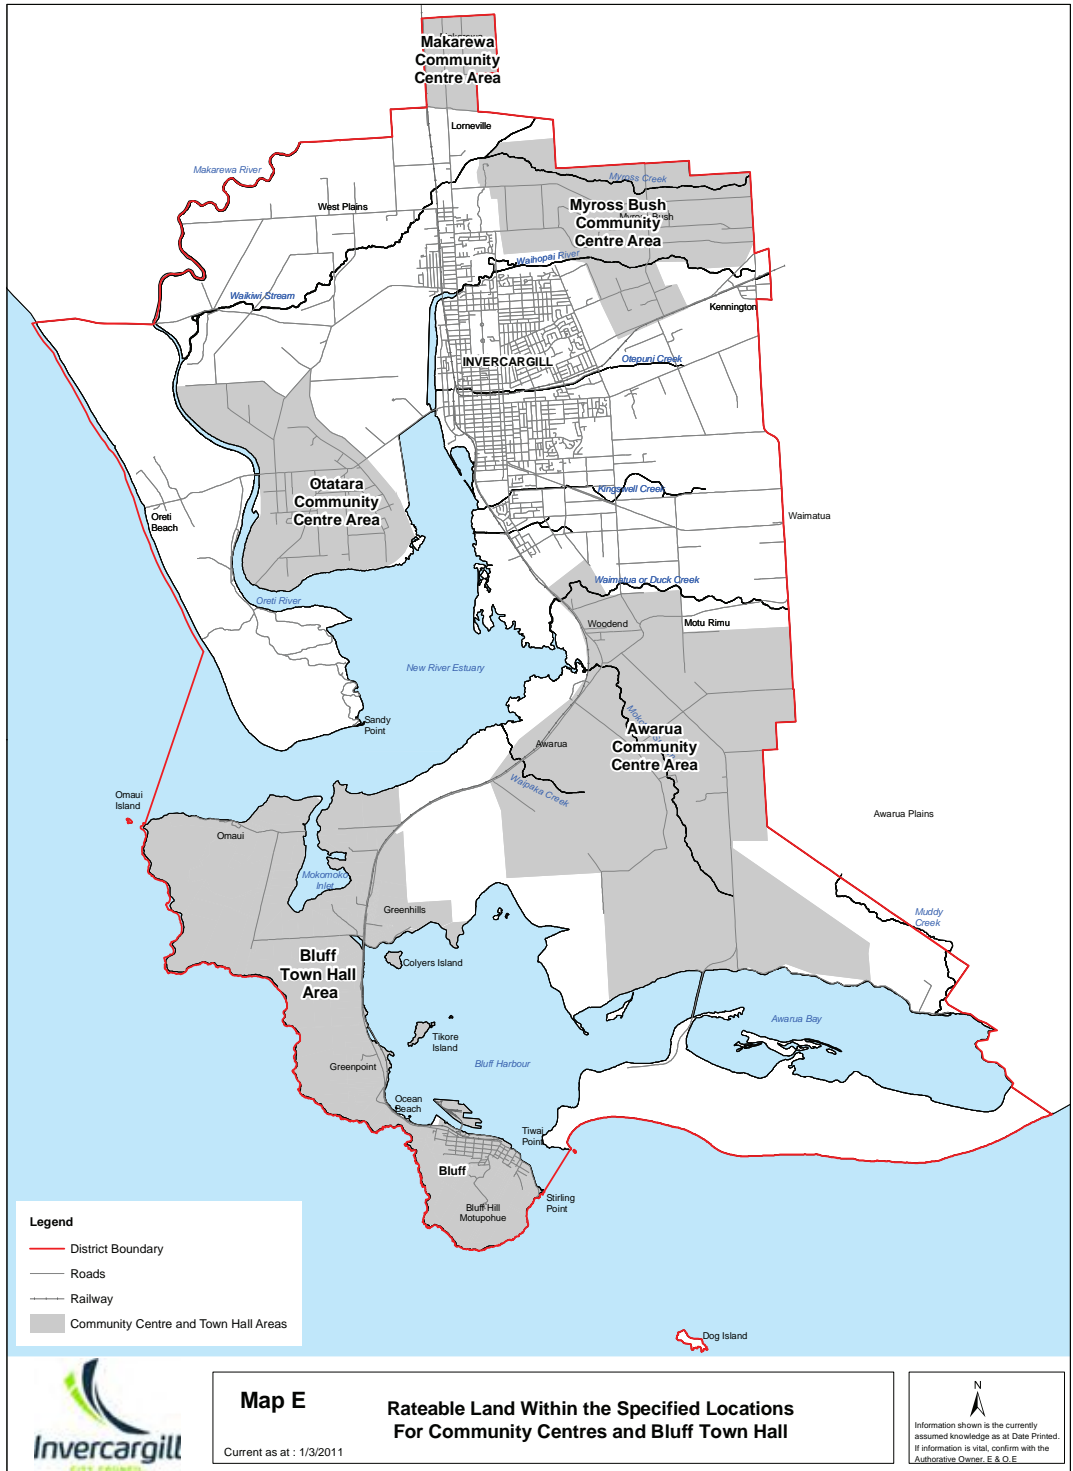 Makarewa
Community
Centre Area
Lorneville
Makarewa River
Myross Creek
West Plains
Myross Bush
Community
Centre Area
Waihopai River
Waikiwi Stream
Kennington
INVERCARGILL
Otepuni Creek
Otatara
Community
Centre Area
Kingswell Creek
Oreti
Beach
Waimatua
Waimatua or Duck Creek
Oreti River
Woodend
Motu Rimu
New River Estuary
Sandy
Point
Awarua
Community
Centre Area
Awarua
Waipaka Creek
Omaui
Island
Omaui
Awarua Plains
Mokomoko
Inlet
Greenhills
Muddy
Creek
Bluff
Town Hall
Area
Colyers Island
Awarua Bay
Tikore
Island
Greenpoint
Bluff Harbour
Ocean
Beach
Tiwai
Point
Bluff
Stirling
Point
Bluff Hill
Motupohue
Legend
District Boundary
Roads
Railway
Community Centre and Town Hall Areas
Dog Island
Invercargill
CITY COUNCIL
Map E
Current as at : 1/3/2011
Rateable Land Within the Specified Locations
For Community Centres and Bluff Town Hall
N
Information shown is the currently
assumed knowledge as at Date Printed.
If information is vital, confirm with the
Authorative Owner. E & O.E